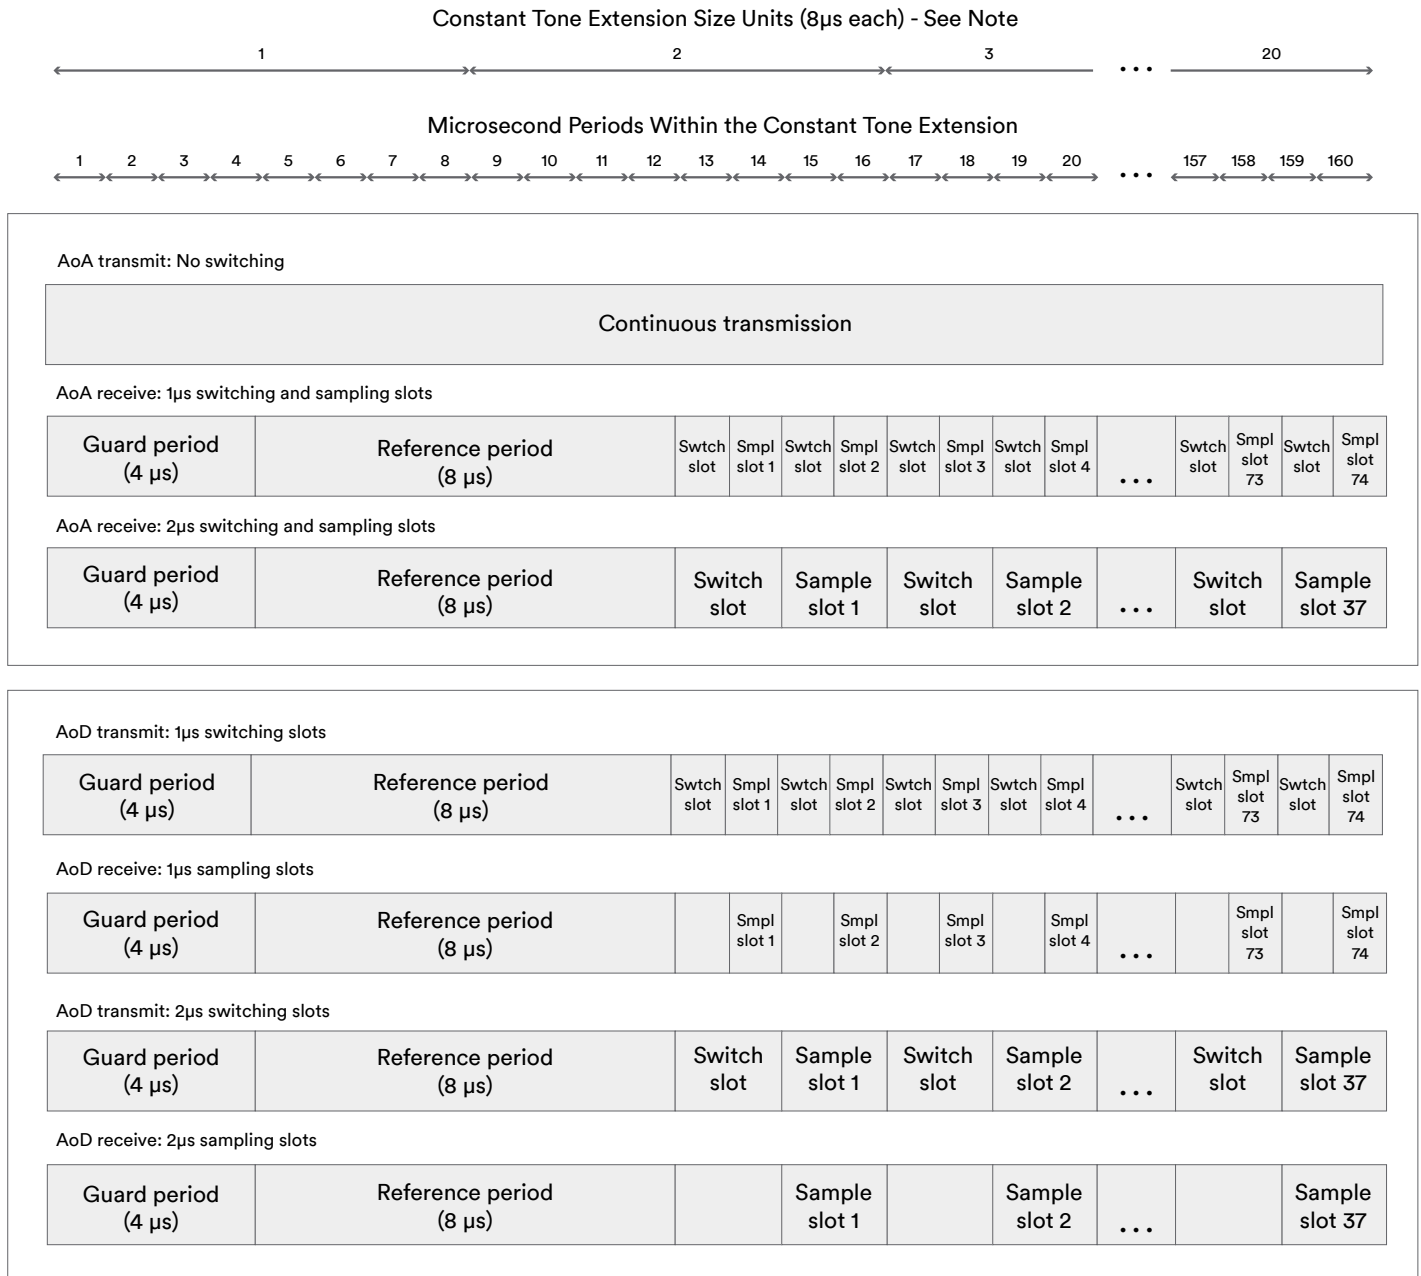 Constant Tone Extension Size Units (8µs each) - See Note
1 2 3 ... 20
Microsecond Periods Within the Constant Tone Extension
1 2 3 4 5 6 7 8 9 10 11 12 13 14 15 16 17 18 19 20 ... 157 158 159 160
AoA transmit: No switching
Continuous transmission
AoA receive: 1µs switching and sampling slots
Guard period
(4 µs)
Reference period
(8 µs)
Swtch
slot
Smpl
slot 1
Swtch
slot
Smpl
slot 2
Swtch
slot
Smpl
slot 3
Swtch
slot
Smpl
slot 4
...
Swtch
slot
Smpl
slot
73
Swtch
slot
Smpl
slot
74
AoA receive: 2µs switching and sampling slots
Guard period
(4 µs)
Reference period
(8 µs)
Switch
slot
Sample
slot 1
Switch
slot
Sample
slot 2
...
Switch
slot
Sample
slot 37
AoD transmit: 1µs switching slots
Guard period
(4 µs)
Reference period
(8 µs)
Swtch
slot
Smpl
slot 1
Swtch
slot
Smpl
slot 2
Swtch
slot
Smpl
slot 3
Swtch
slot
Smpl
slot 4
...
Swtch
slot
Smpl
slot
73
Swtch
slot
Smpl
slot
74
AoD receive: 1µs sampling slots
Guard period
(4 µs)
Reference period
(8 µs)
Smpl
slot 1
Smpl
slot 2
Smpl
slot 3
Smpl
slot 4
...
Smpl
slot
73
Smpl
slot
74
AoD transmit: 2µs switching slots
Guard period
(4 µs)
Reference period
(8 µs)
Switch
slot
Sample
slot 1
Switch
slot
Sample
slot 2
...
Switch
slot
Sample
slot 37
AoD receive: 2µs sampling slots
Guard period
(4 µs)
Reference period
(8 µs)
Sample
slot 1
Sample
slot 2
...
Sample
slot 37